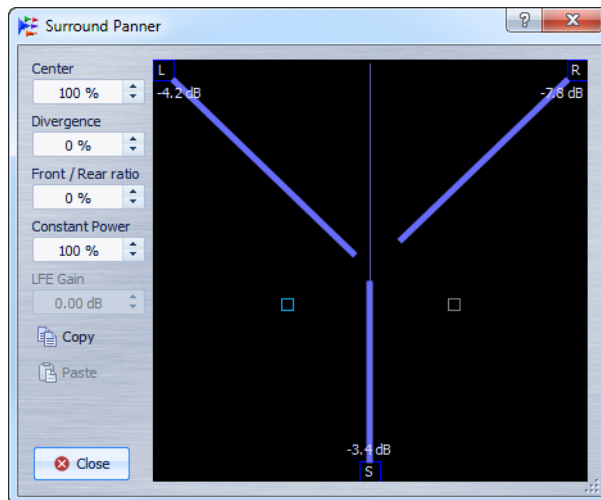 Surround Panner
?
Center
100 %
Divergence
0 %
Front / Rear ratio
0 %
Constant Power
100 %
LFE Gain
0.00 dB
Copy
Paste
Close
L
R
-4.2 dB
-7.8 dB
-3.4 dB
S